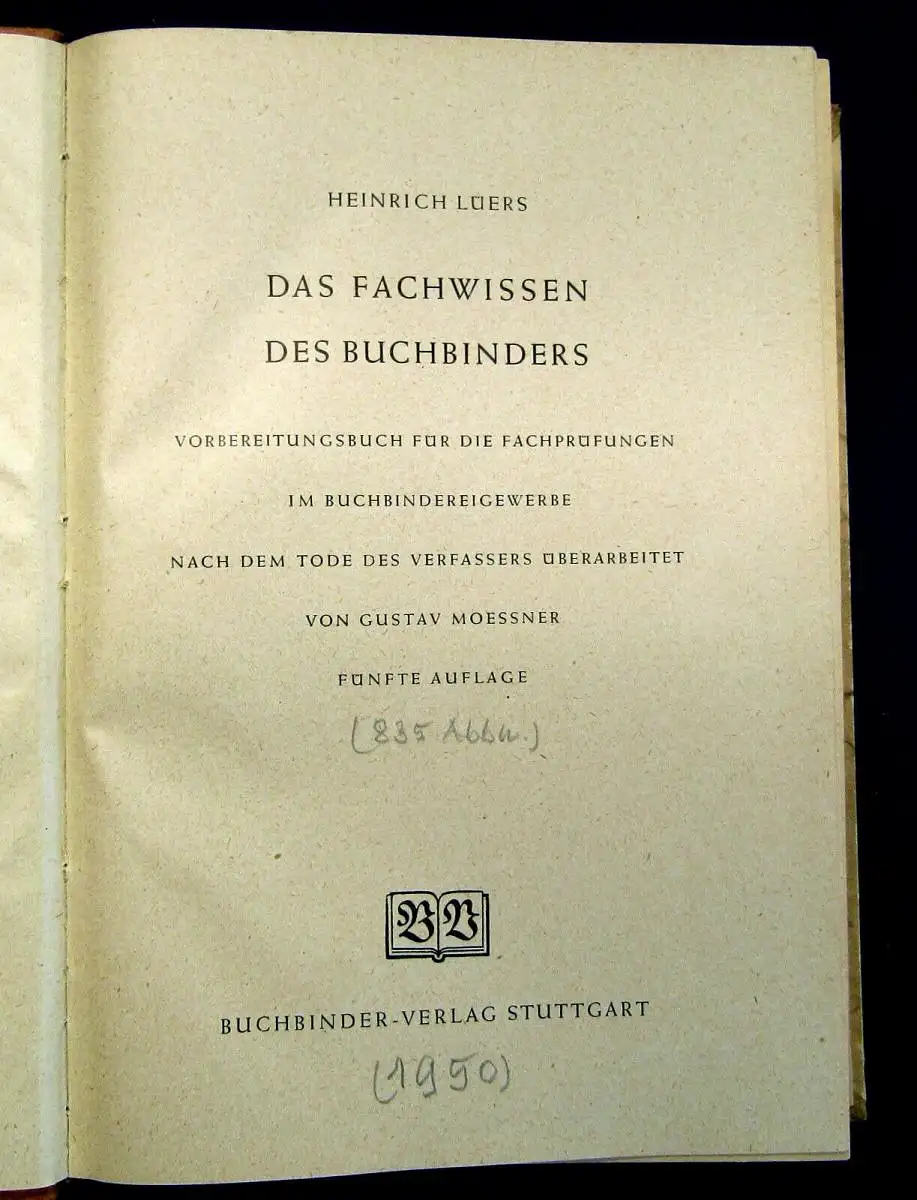 HEINRICH LÜERS
DAS FACHWISSEN
DES BUCHBINDERS
VORBEREITUNGSBUCH FÜR DIE FACHPRÜFUNGEN
IM BUCHBINDEREIGEWERBE
NACH DEM TODE DES VERFASSERS ÜBERARBEITET
VON GUSTAV MOESSNER
FÜNFTE AUFLAGE
(835 Abbn.)
BV
BUCHBINDER-VERLAG STUTTGART
(1950)